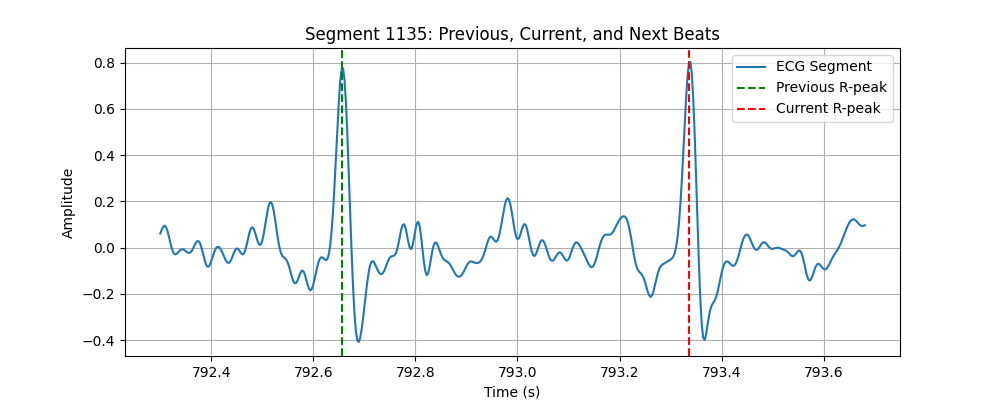 Segment 1135: Previous, Current, and Next Beats
ECG Segment
Previous R-peak
Current R-peak
Amplitude
0.8
0.6
0.4
0.2
0.0
−0.2
−0.4
792.4 792.6 792.8 793.0 793.2 793.4 793.6
Time (s)